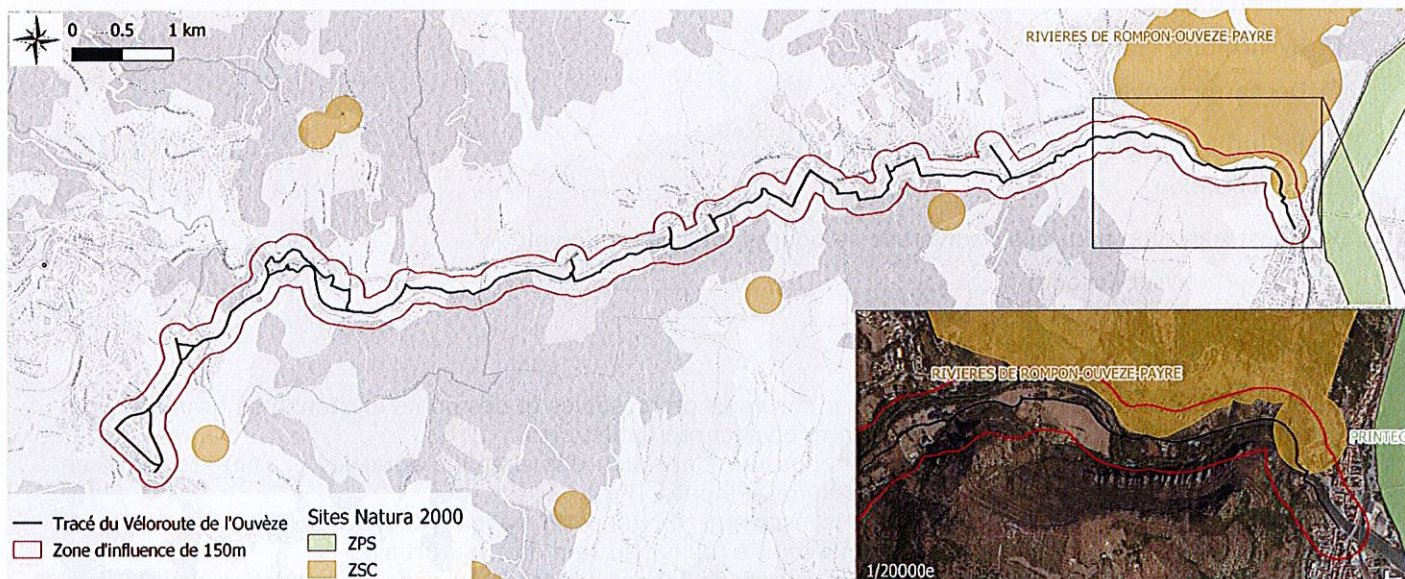 0 0.5 1 km
RIVIERES DE ROMPON-OUVEZE-PAYRE
RIVIERES DE ROMPON-OUVEZE-PAYRE
PRINTEG
Tracé du Véloroute de l'Ouvèze
Zone d'influence de 150m
Sites Natura 2000
ZPS
ZSC
1/20000e